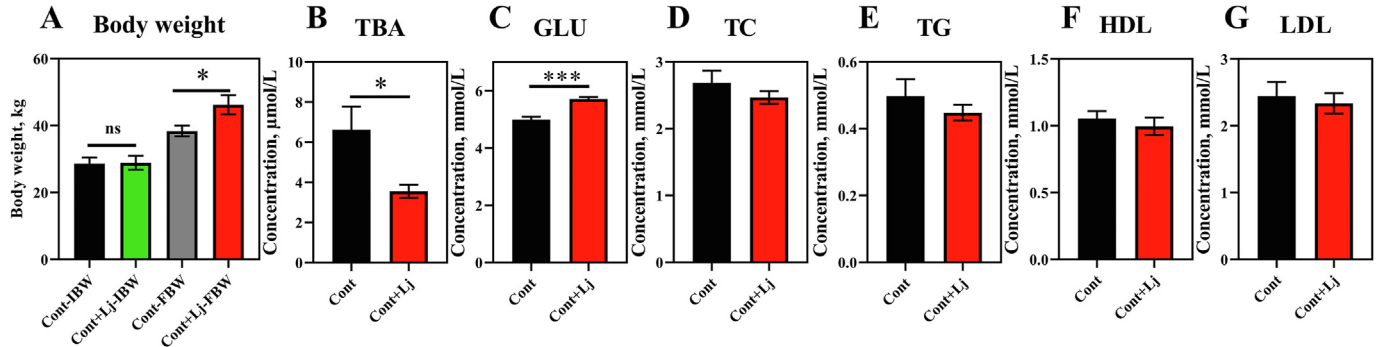 A Body weight
Body weight, kg
60
40
20
0
ns
*
Cont-IBW
Cont+Lj-IBW
Cont-FBW
Cont+Lj-FBW
B TBA
Concentration, μmol/L
10
8
6
4
2
0
*
Cont
Cont+Lj
C GLU
Concentration, mmol/L
6
4
2
0
***
Cont
Cont+Lj
D TC
Concentration, mmol/L
3
2
1
0
Cont
Cont+Lj
E TG
Concentration, mmol/L
0.6
0.4
0.2
0.0
Cont
Cont+Lj
F HDL
Concentration, mmol/L
1.5
1.0
0.5
0.0
Cont
Cont+Lj
G LDL
Concentration, mmol/L
3
2
1
0
Cont
Cont+Lj